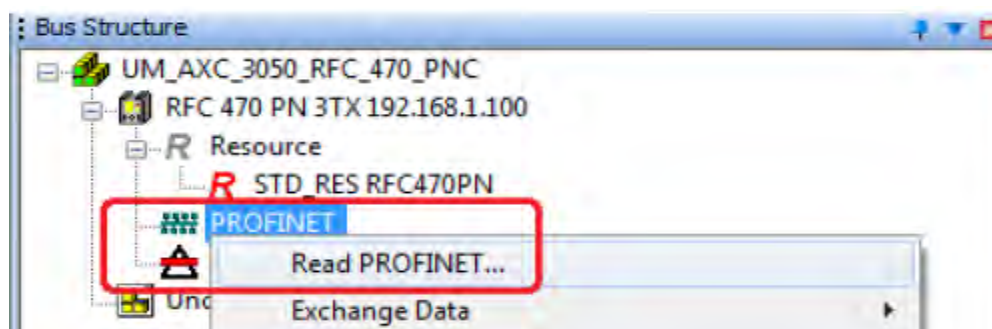 Bus Structure
UM_AXC_3050_RFC_470_PNC
RFC 470 PN 3TX 192.168.1.100
R Resource
R STD_RES RFC470PN
PROFINET
Read PROFINET...
Exchange Data